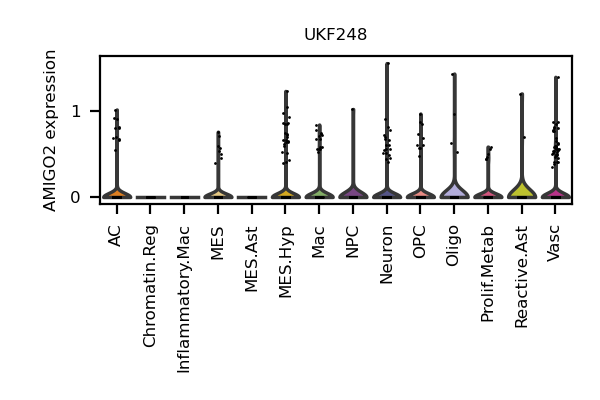 UKF248
AMIGO2 expression
1
0
AC
Chromatin.Reg
Inflammatory.Mac
MES
MES.Ast
MES.Hyp
Mac
NPC
Neuron
OPC
Oligo
Prolif.Metab
Reactive.Ast
Vasc